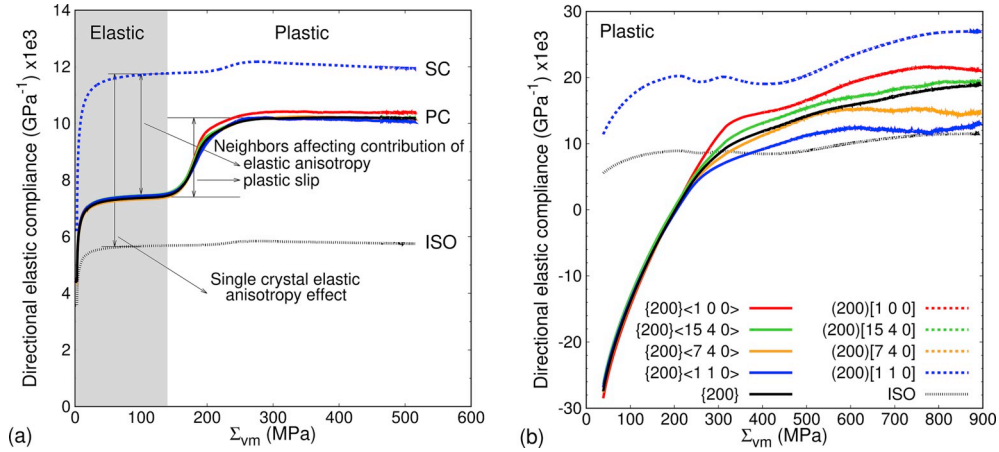 Directional elastic compliance (GPa⁻¹) x1e3
14
12
10
8
6
4
2
0
Elastic
Plastic
SC
PC
Neighbors affecting contribution of
elastic anisotropy
plastic slip
ISO
Single crystal elastic
anisotropy effect
0 100 200 300 400 500 600
(a)
Σvm (MPa)
Directional elastic compliance (GPa⁻¹) x1e3
30
20
10
0
-10
-20
-30
Plastic
{200}<1 0 0>
{200}<15 4 0>
{200}<7 4 0>
{200}<1 1 0>
{200}
(200)[1 0 0]
(200)[15 4 0]
(200)[7 4 0]
(200)[1 1 0]
ISO
0 100 200 300 400 500 600 700 800 900
(b)
Σvm (MPa)